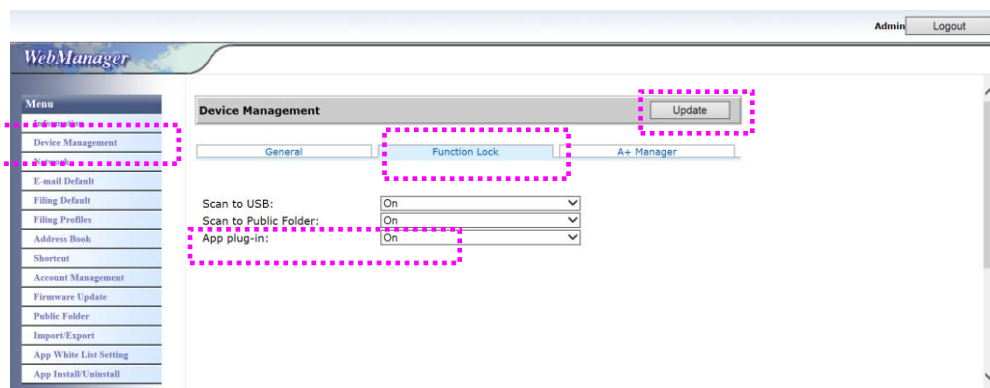 Admin Logout
WebManager
Menu
Information
Device Management
Network
E-mail Default
Filing Default
Filing Profiles
Address Book
Shortcut
Account Management
Firmware Update
Public Folder
Import/Export
App White List Setting
App Install/Uninstall
Device Management Update
General Function Lock A+ Manager
Scan to USB: On
Scan to Public Folder: On
App plug-in: On